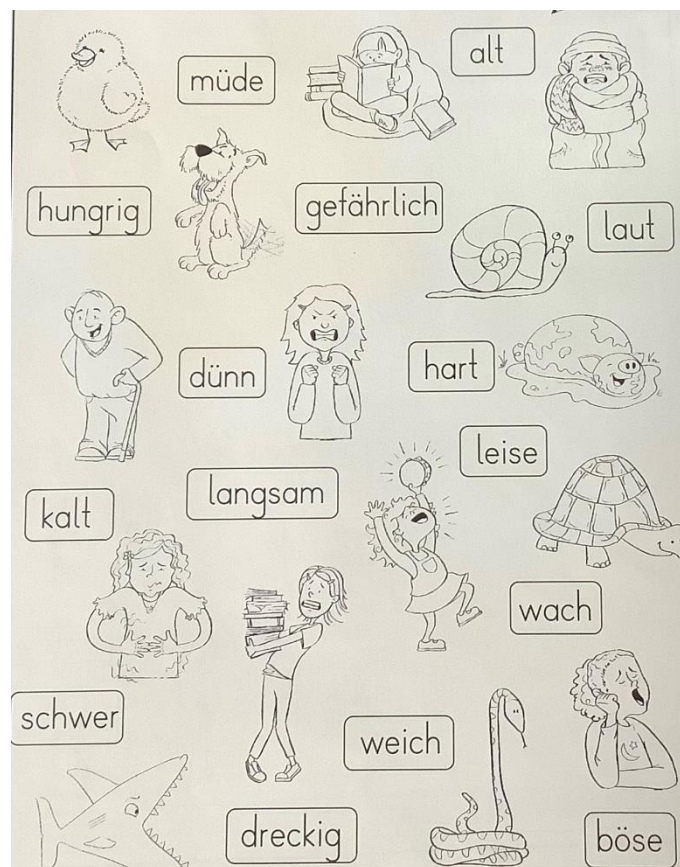 alt
müde
hungrig
gefährlich
laut
dünn
hart
leise
langsam
kalt
wach
schwer
weich
dreckig
böse